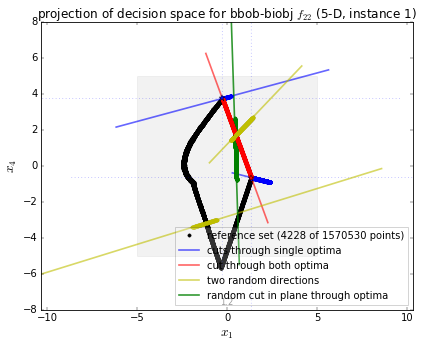 projection of decision space for bbob-biobj f22 (5-D, instance 1)
8
6
4
2
0
−2
−4
−6
−8
x4
reference set (4228 of 1570530 points)
cuts through single optima
cut through both optima
two random directions
random cut in plane through optima
−10
−5
0
5
10
x1